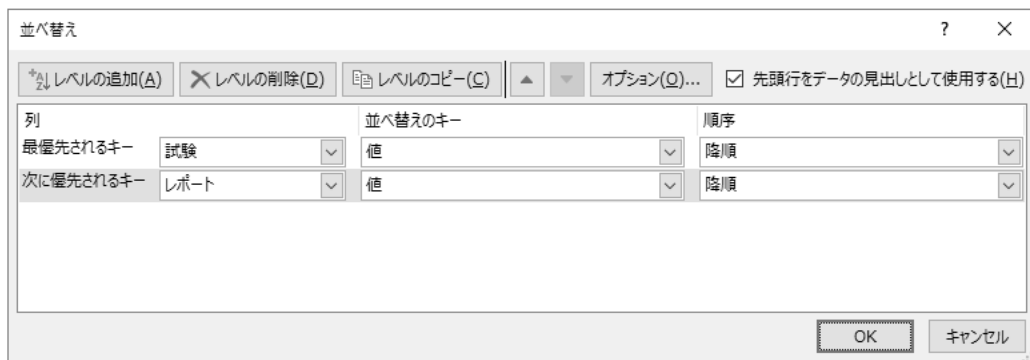 並べ替え ? ×
レベルの追加(A) レベルの削除(D) レベルのコピー(C) オプション(O)... 先頭行をデータの見出しとして使用する(H)
列 並べ替えのキー 順序
最優先されるキー 試験 値 降順
次に優先されるキー レポート 値 降順
OK キャンセル